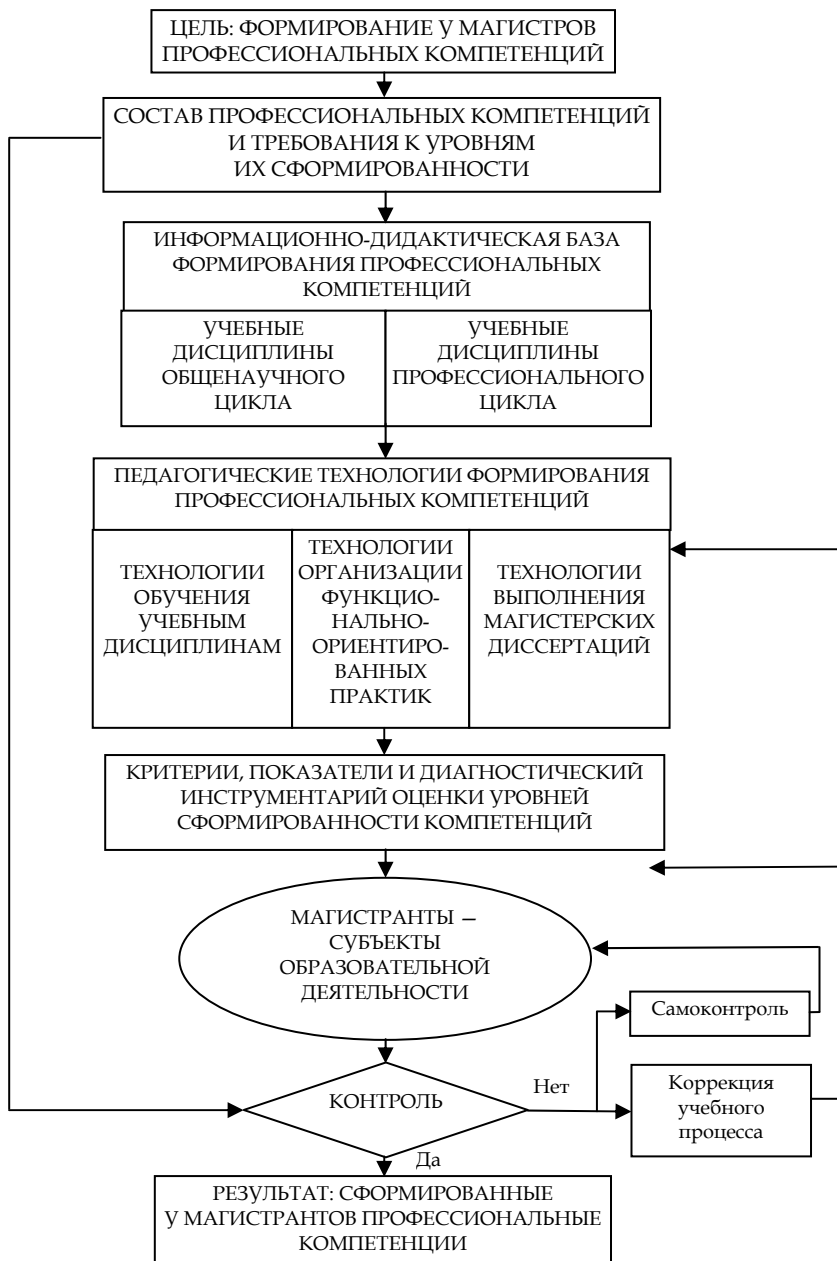 ЦЕЛЬ: ФОРМИРОВАНИЕ У МАГИСТРОВ
ПРОФЕССИОНАЛЬНЫХ КОМПЕТЕНЦИЙ
СОСТАВ ПРОФЕССИОНАЛЬНЫХ КОМПЕТЕНЦИЙ
И ТРЕБОВАНИЯ К УРОВНЯМ
ИХ СФОРМИРОВАННОСТИ
ИНФОРМАЦИОННО-ДИДАКТИЧЕСКАЯ БАЗА
ФОРМИРОВАНИЯ ПРОФЕССИОНАЛЬНЫХ
КОМПЕТЕНЦИЙ
УЧЕБНЫЕ
ДИСЦИПЛИНЫ
ОБЩЕНАУЧНОГО
ЦИКЛА
УЧЕБНЫЕ
ДИСЦИПЛИНЫ
ПРОФЕССИОНАЛЬНОГО
ЦИКЛА
ПЕДАГОГИЧЕСКИЕ ТЕХНОЛОГИИ ФОРМИРОВАНИЯ
ПРОФЕССИОНАЛЬНЫХ КОМПЕТЕНЦИЙ
ТЕХНОЛОГИИ
ОБУЧЕНИЯ
УЧЕБНЫМ
ДИСЦИПЛИНАМ
ТЕХНОЛОГИИ
ОРГАНИЗАЦИИ
ФУНКЦИО-
НАЛЬНО-
ОРИЕНТИРО-
ВАННЫХ
ПРАКТИК
ТЕХНОЛОГИИ
ВЫПОЛНЕНИЯ
МАГИСТЕРСКИХ
ДИССЕРТАЦИЙ
КРИТЕРИИ, ПОКАЗАТЕЛИ И ДИАГНОСТИЧЕСКИЙ
ИНСТРУМЕНТАРИЙ ОЦЕНКИ УРОВНЕЙ
СФОРМИРОВАННОСТИ КОМПЕТЕНЦИЙ
МАГИСТРАНТЫ —
СУБЪЕКТЫ
ОБРАЗОВАТЕЛЬНОЙ
ДЕЯТЕЛЬНОСТИ
Самоконтроль
КОНТРОЛЬ
Нет
Коррекция
учебного
процесса
Да
РЕЗУЛЬТАТ: СФОРМИРОВАННЫЕ
У МАГИСТРАНТОВ ПРОФЕССИОНАЛЬНЫЕ
КОМПЕТЕНЦИИ